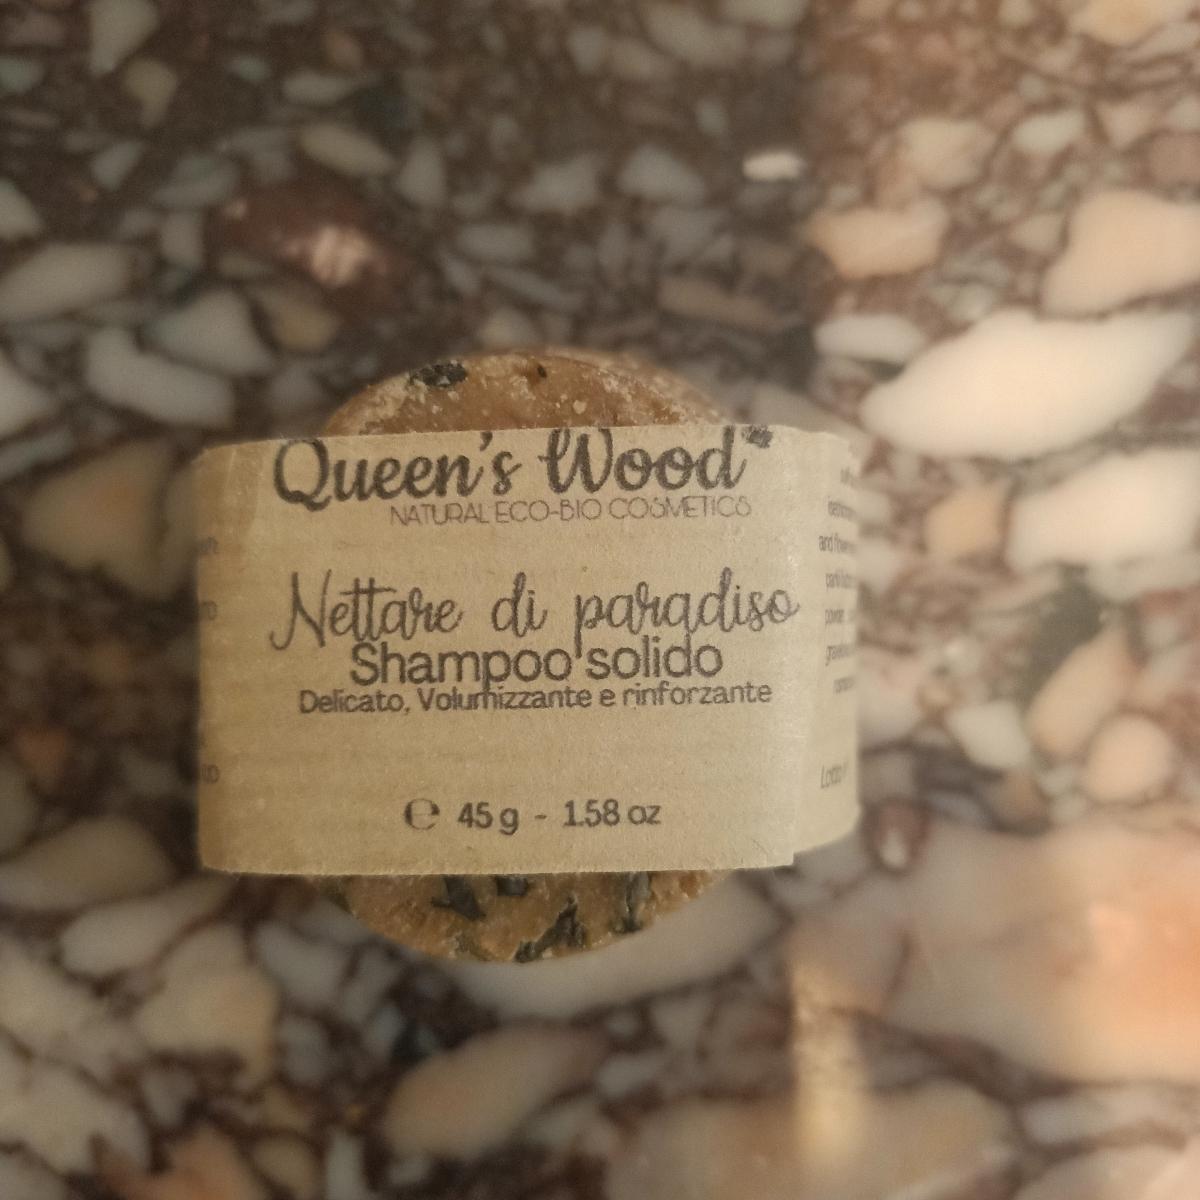 Queen's Wood
NATURAL ECO-BIO COSMETICS
Nettare di paradiso
Shampoo solido
Delicato, Volumizzante e rinforzante
℮ 45 g - 1.58 oz